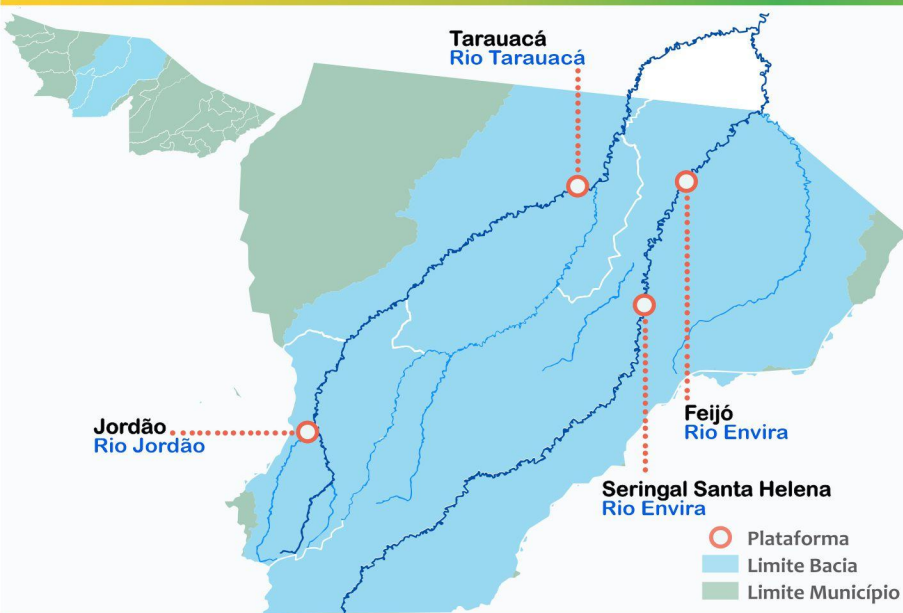 Tarauacá
Rio Tarauacá
Jordão
Rio Jordão
Feijó
Rio Envira
Seringal Santa Helena
Rio Envira
Plataforma
Limite Bacia
Limite Município